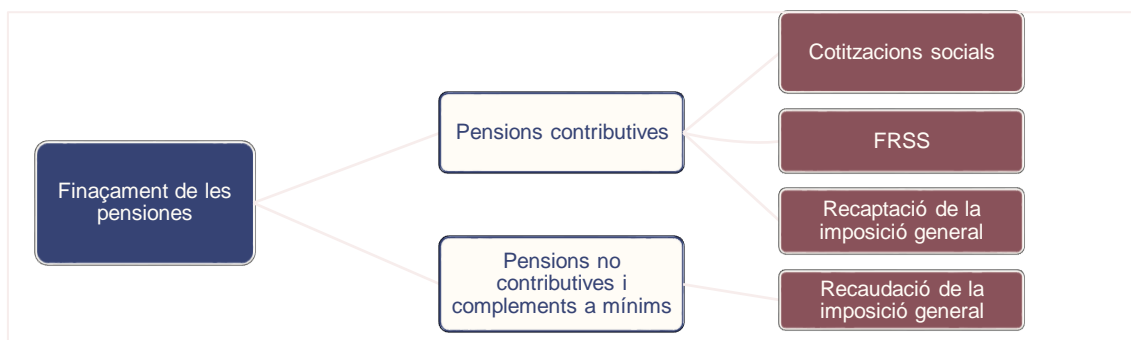 Finaçament de les
pensiones
Pensions contributives
Cotitzacions socials
FRSS
Recaptació de la
imposició general
Pensions no
contributives i
complements a mínims
Recaudació de la
imposició general